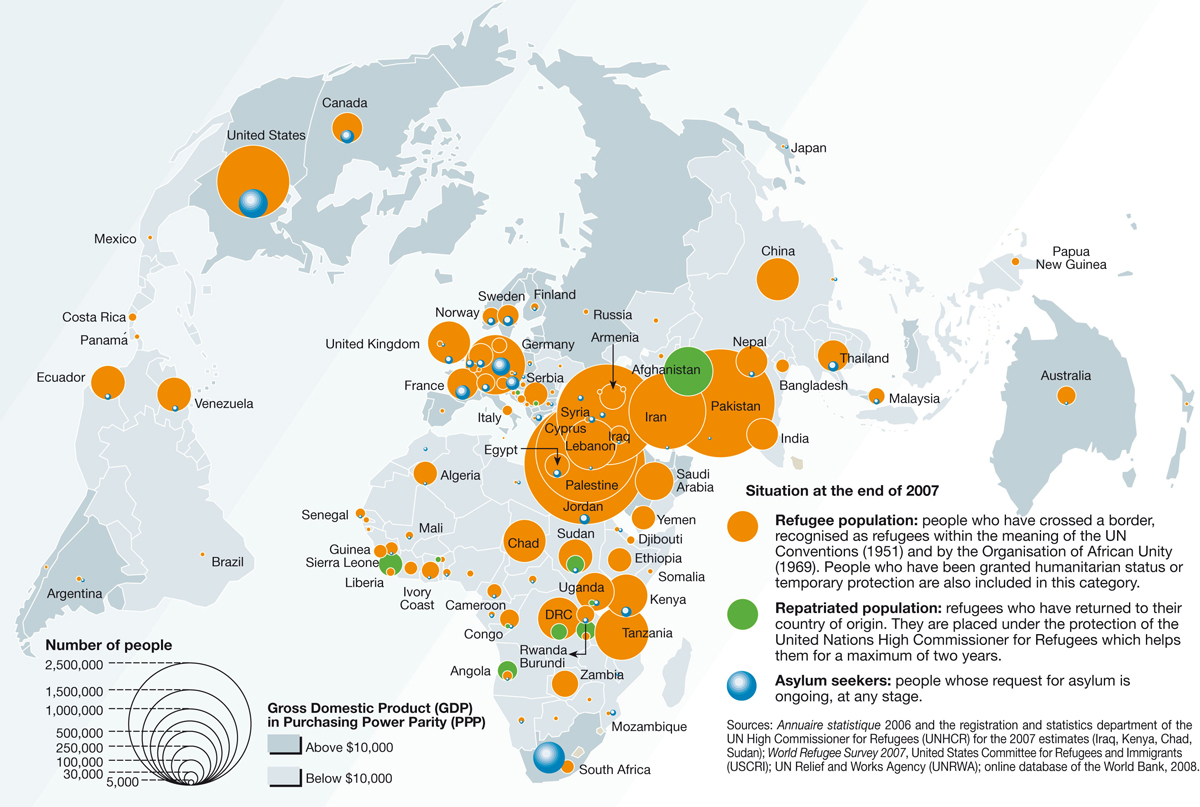 Canada
United States
Japan
Mexico
China
Papua
New Guinea
Sweden
Finland
Costa Rica
Norway
Russia
Panamá
Armenia
United Kingdom
Germany
Nepal
Afghanistan
Thailand
Ecuador
France
Serbia
Bangladesh
Australia
Venezuela
Iran
Pakistan
Malaysia
Italy
Syria
Cyprus
Iraq
India
Egypt
Lebanon
Algeria
Saudi
Arabia
Palestine
Jordan
Senegal
Yemen
Mali
Sudan
Djibouti
Chad
Guinea
Ethiopia
Sierra Leone
Brazil
Liberia
Somalia
Ivory
Coast
Uganda
Argentina
Cameroon
Kenya
DRC
Congo
Tanzania
Rwanda
Burundi
Angola
Zambia
Mozambique
South Africa
Situation at the end of 2007
Refugee population: people who have crossed a border,
recognised as refugees within the meaning of the UN
Conventions (1951) and by the Organisation of African Unity
(1969). People who have been granted humanitarian status or
temporary protection are also included in this category.
Repatriated population: refugees who have returned to their
country of origin. They are placed under the protection of the
United Nations High Commissioner for Refugees which helps
them for a maximum of two years.
Asylum seekers: people whose request for asylum is
ongoing, at any stage.
Number of people
2,500,000
1,500,000
1,000,000
500,000
250,000
100,000
30,000
5,000
Gross Domestic Product (GDP)
in Purchasing Power Parity (PPP)
Above $10,000
Below $10,000
Sources: Annuaire statistique 2006 and the registration and statistics department of the
UN High Commissioner for Refugees (UNHCR) for the 2007 estimates (Iraq, Kenya, Chad,
Sudan); World Refugee Survey 2007, United States Committee for Refugees and Immigrants
(USCRI); UN Relief and Works Agency (UNRWA); online database of the World Bank, 2008.